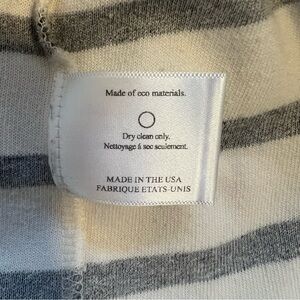 Made of eco materials.
Dry clean only.
Nettoyage à sec seulement.
MADE IN THE USA
FABRIQUE ETATS-UNIS